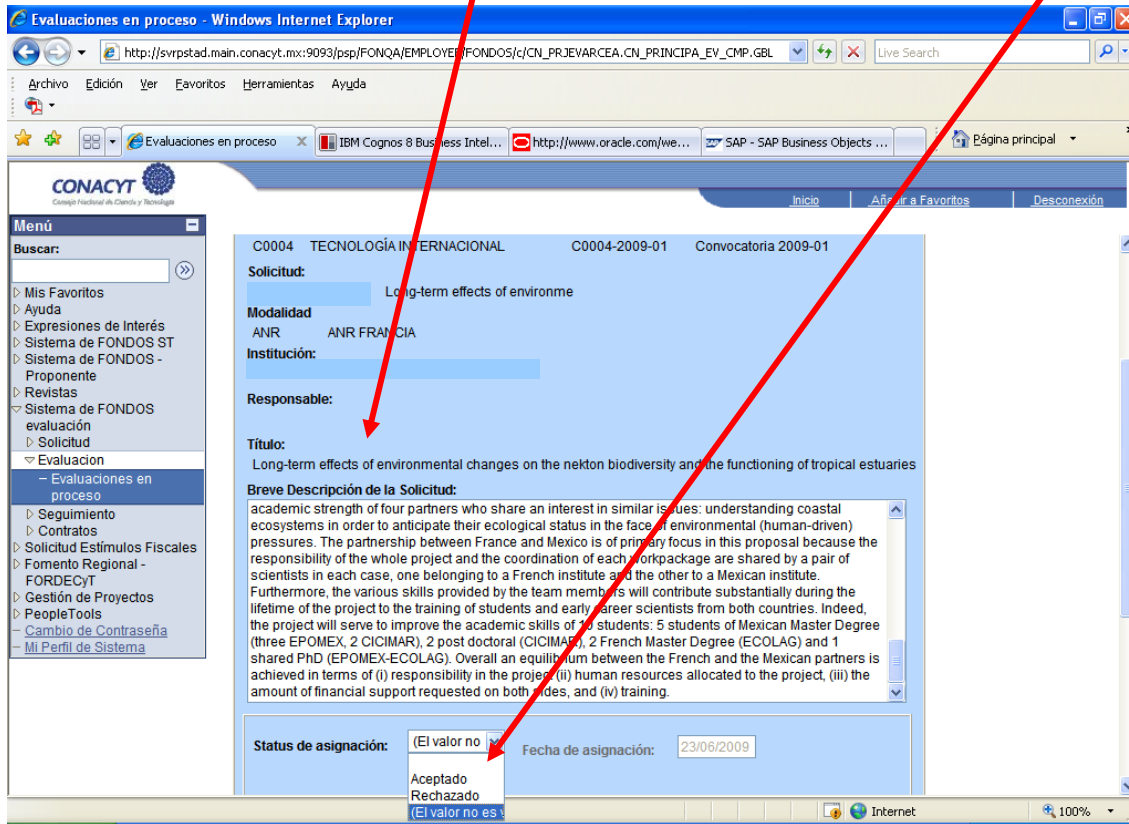 Evaluaciones en proceso - Windows Internet Explorer
http://svrpstad.main.conacyt.mx:9093/psp/FONQA/EMPLOYEE/FONDOS/c/CN_PRJEVARCEA.CN_PRINCIPA_EV_CMP.GBL
Live Search
Archivo Edición Ver Favoritos Herramientas Ayuda
Evaluaciones en proceso
IBM Cognos 8 Business Intel...
http://www.oracle.com/we...
SAP - SAP Business Objects ...
Página principal
CONACYT
Consejo Nacional de Ciencia y Tecnología
Inicio Añadir a Favoritos Desconexión
Menú
Buscar:
Mis Favoritos
Ayuda
Expresiones de Interés
Sistema de FONDOS ST
Sistema de FONDOS -
Proponente
Revistas
Sistema de FONDOS
evaluación
Solicitud
Evaluacion
Evaluaciones en
proceso
Seguimiento
Contratos
Solicitud Estímulos Fiscales
Fomento Regional -
FORDECyT
Gestión de Proyectos
PeopleTools
Cambio de Contraseña
Mi Perfil de Sistema
C0004 TECNOLOGÍA INTERNACIONAL C0004-2009-01 Convocatoria 2009-01
Solicitud:
Long-term effects of environme
Modalidad
ANR ANR FRANCIA
Institución:
Responsable:
Título:
Long-term effects of environmental changes on the nekton biodiversity and the functioning of tropical estuaries
Breve Descripción de la Solicitud:
academic strength of four partners who share an interest in similar issues: understanding coastal
ecosystems in order to anticipate their ecological status in the face of environmental (human-driven)
pressures. The partnership between France and Mexico is of primary focus in this proposal because the
responsibility of the whole project and the coordination of each workpackage are shared by a pair of
scientists in each case, one belonging to a French institute and the other to a Mexican institute.
Furthermore, the various skills provided by the team members will contribute substantially during the
lifetime of the project to the training of students and early career scientists from both countries. Indeed,
the project will serve to improve the academic skills of 10 students: 5 students of Mexican Master Degree
(three EPOMEX, 2 CICIMAR), 2 post doctoral (CICIMAR), 2 French Master Degree (ECOLAG) and 1
shared PhD (EPOMEX-ECOLAG). Overall an equilibrium between the French and the Mexican partners is
achieved in terms of (i) responsibility in the project (ii) human resources allocated to the project, (iii) the
amount of financial support requested on both sides, and (iv) training.
Status de asignación: (El valor no Fecha de asignación: 23/06/2009
Aceptado
Rechazado
(El valor no es v
Internet 100%